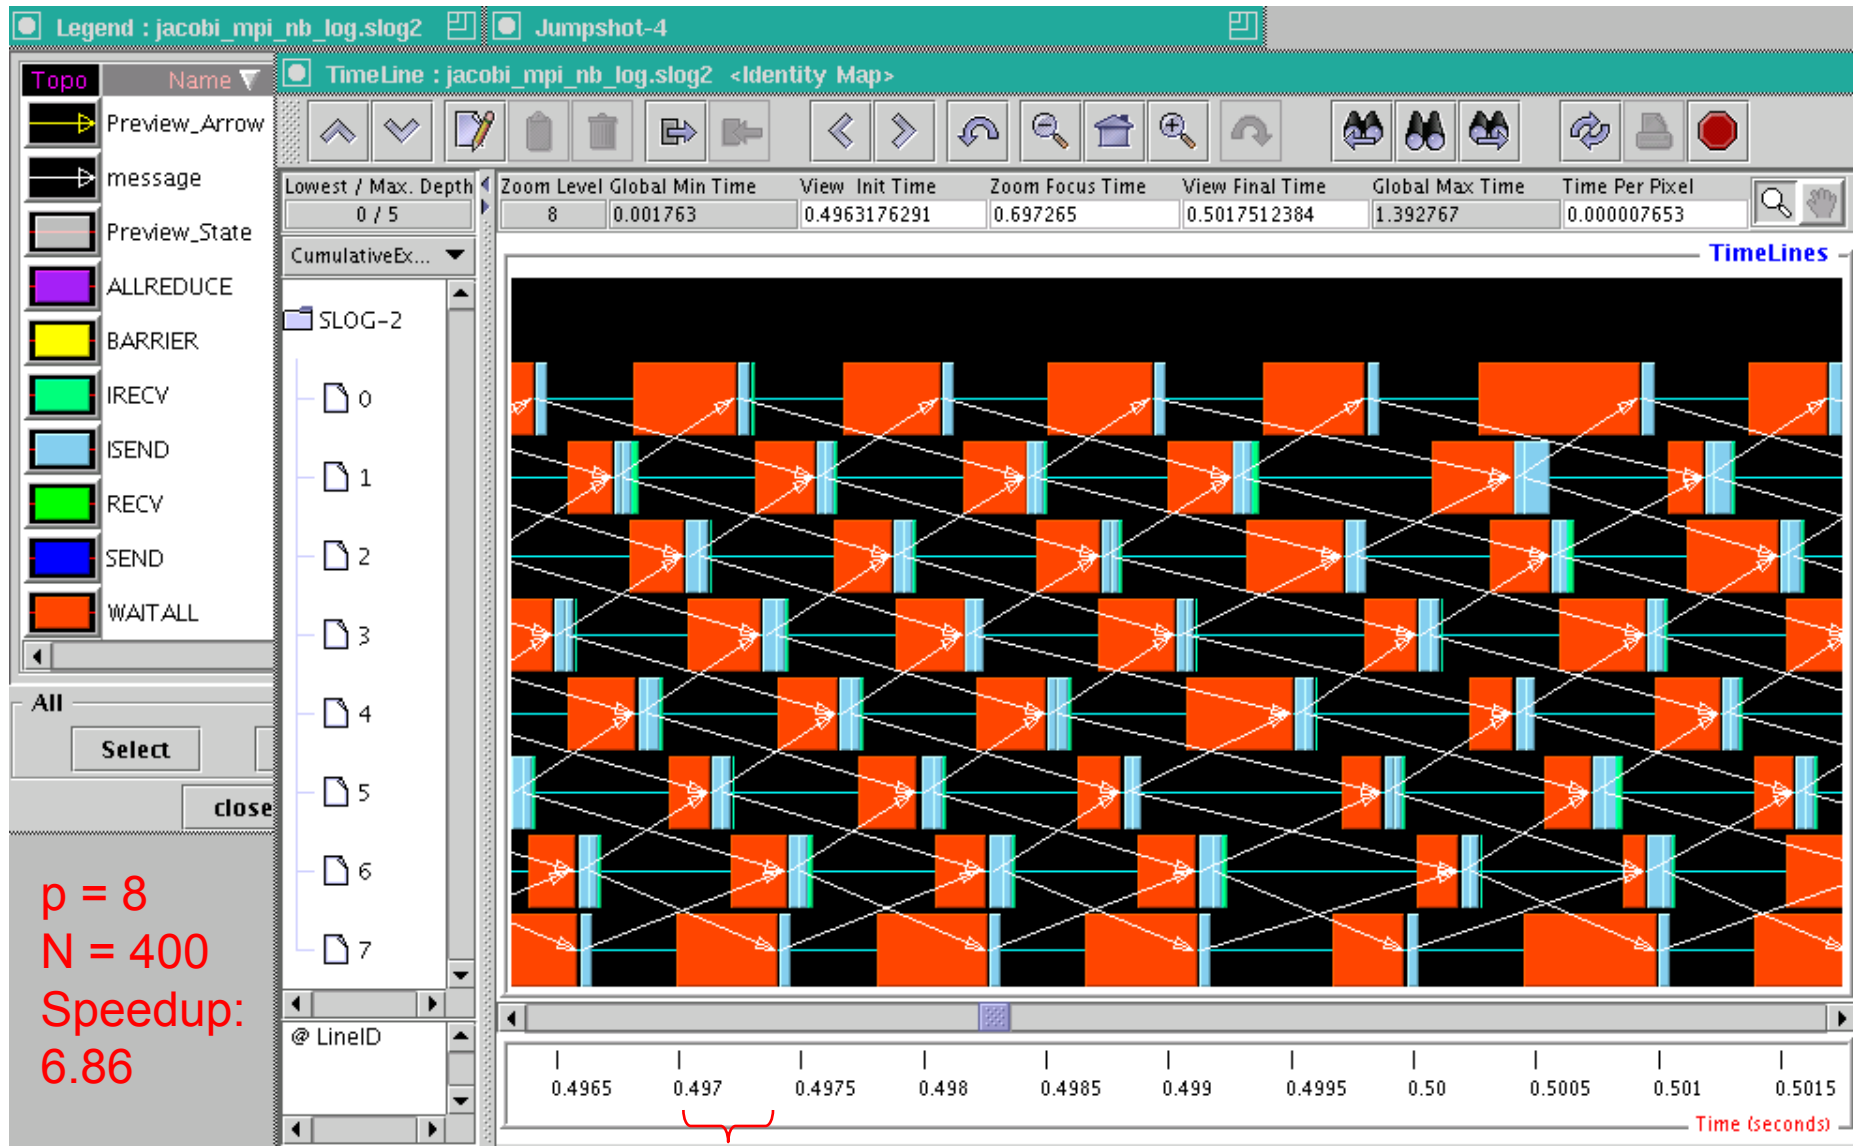 Legend : jacobi_mpi_nb_log.slog2
Jumpshot-4
TimeLine : jacobi_mpi_nb_log.slog2 <Identity Map>
Topo Name
Preview_Arrow
message
Preview_State
ALLREDUCE
BARRIER
IRECV
ISEND
RECV
SEND
WAITALL
All
Select
close
Lowest / Max. Depth
0 / 5
Zoom Level Global Min Time View Init Time Zoom Focus Time View Final Time Global Max Time Time Per Pixel
8 0.001763 0.4963176291 0.697265 0.5017512384 1.392767 0.000007653
CumulativeEx...
TimeLines
SLOG-2
0
1
2
3
4
5
6
7
@ LineID
0.4965 0.497 0.4975 0.498 0.4985 0.499 0.4995 0.50 0.5005 0.501 0.5015
Time (seconds)
p = 8
N = 400
Speedup:
6.86